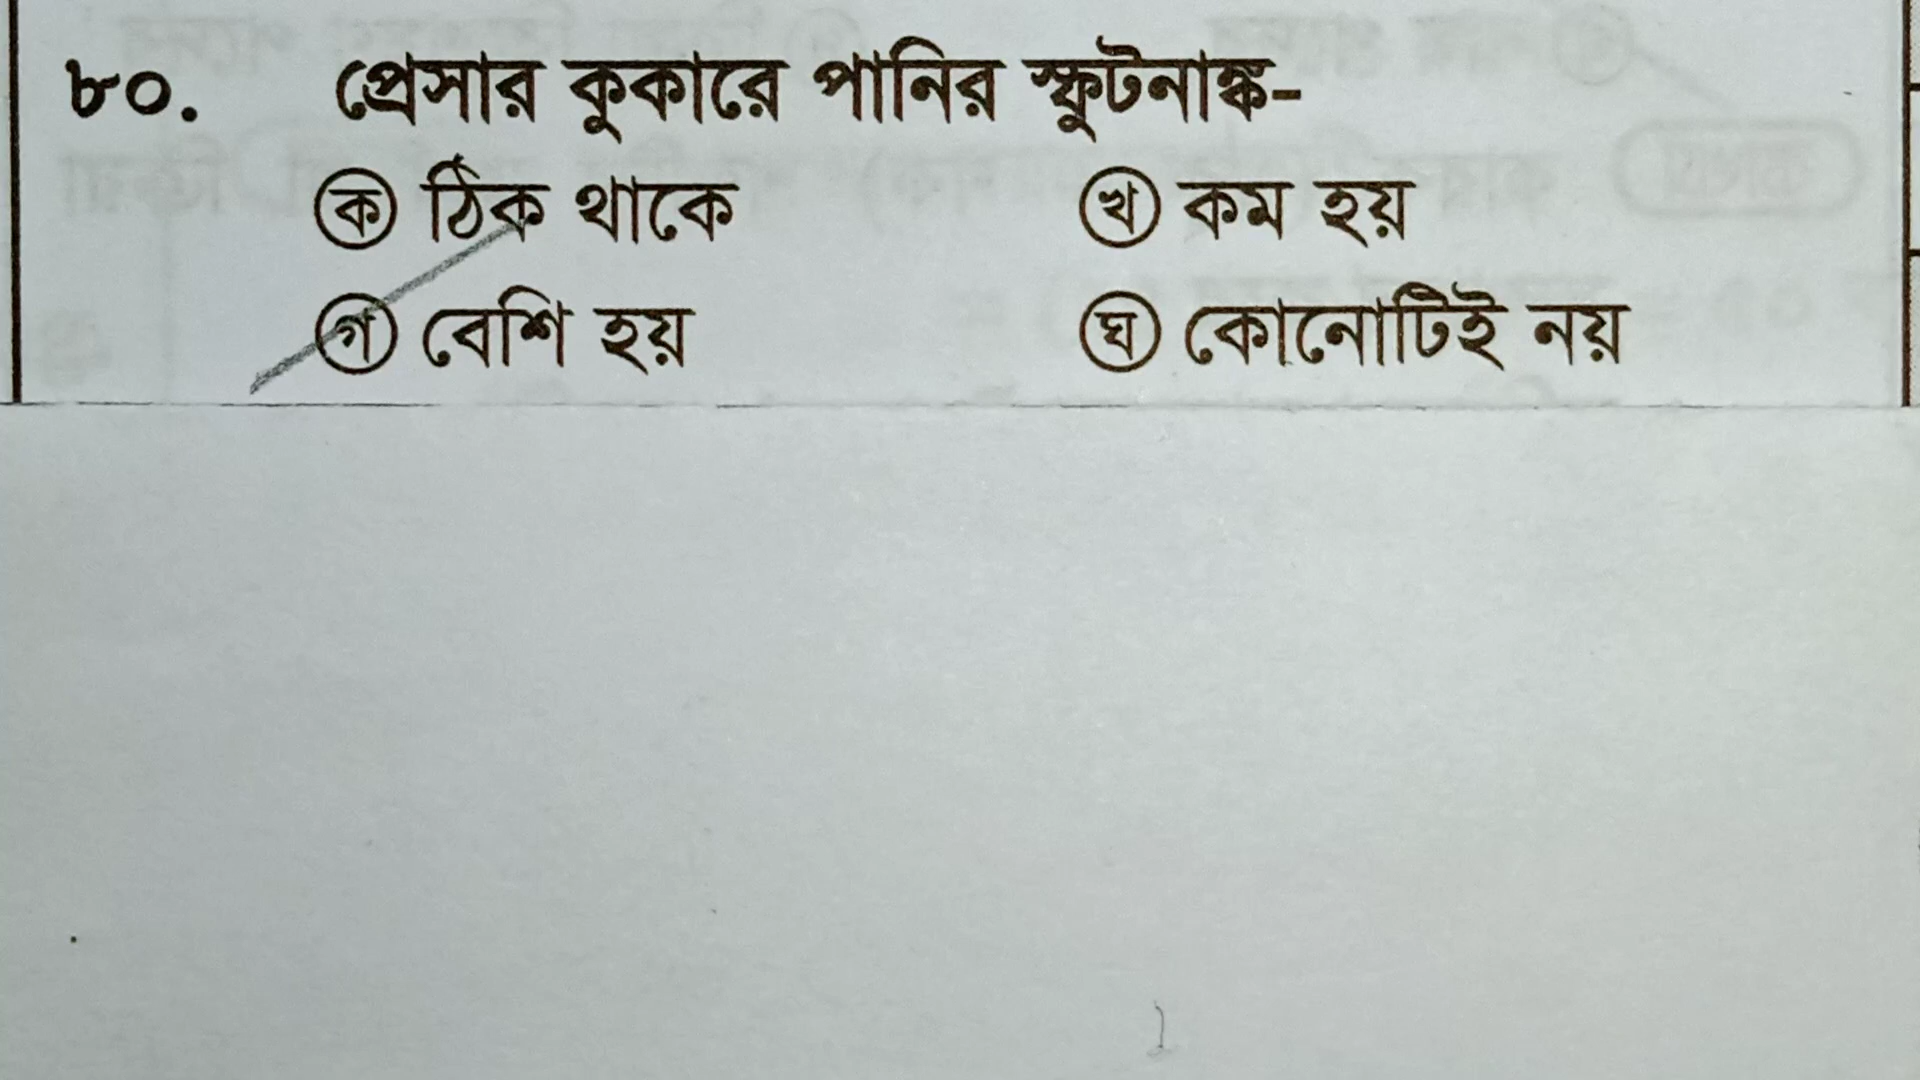 ৮০. প্রেসার কুকারে পানির স্ফুটনাঙ্ক-
ক ঠিক থাকে খ কম হয়
গ বেশি হয় ঘ কোনোটিই নয়